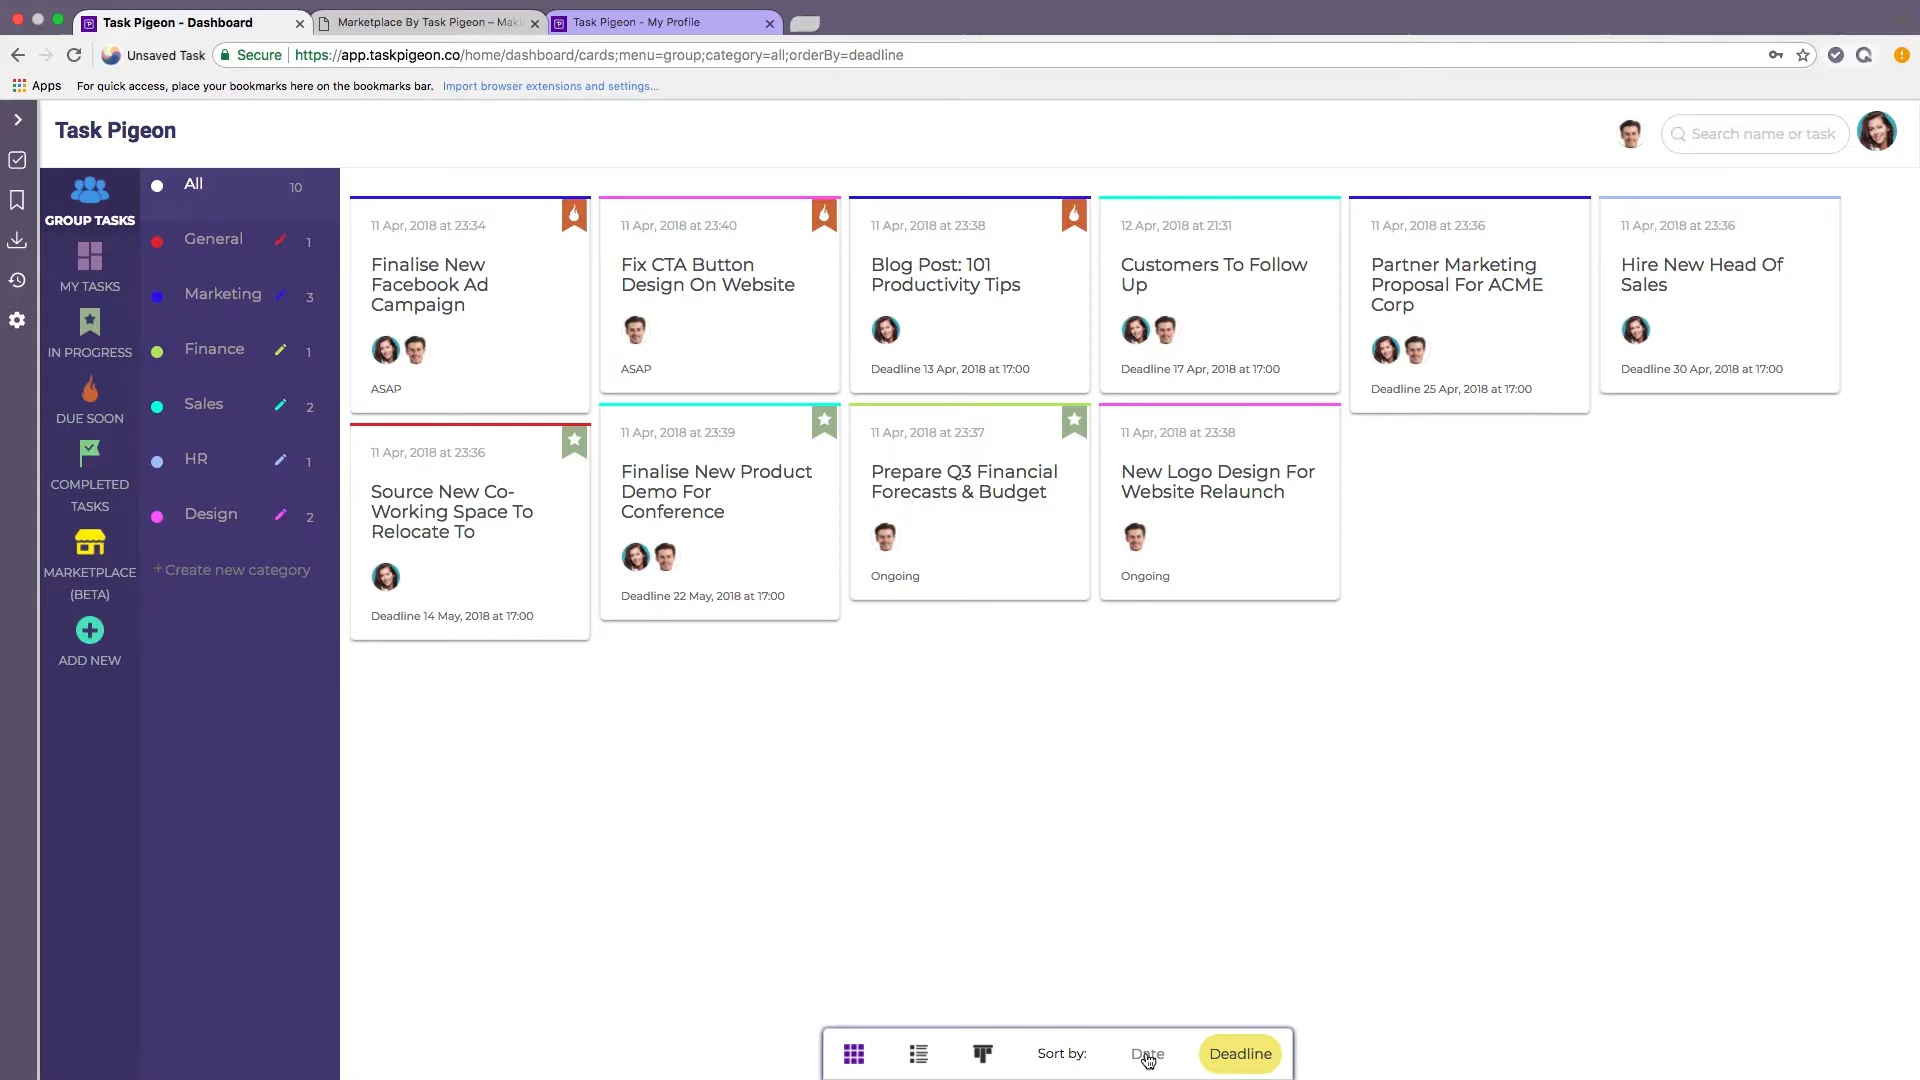 Task Pigeon - Dashboard
Marketplace By Task Pigeon – Maki
Task Pigeon - My Profile
Unsaved Task
Secure
https://app.taskpigeon.co/home/dashboard/cards;menu=group;category=all;orderBy=deadline
Apps
For quick access, place your bookmarks here on the bookmarks bar.
Import browser extensions and settings...
Task Pigeon
Search name or task
GROUP TASKS
MY TASKS
IN PROGRESS
DUE SOON
COMPLETED
TASKS
MARKETPLACE
(BETA)
ADD NEW
All 10
General 1
Marketing 3
Finance 1
Sales 2
HR 1
Design 2
+ Create new category
11 Apr, 2018 at 23:34
Finalise New
Facebook Ad
Campaign
ASAP
11 Apr, 2018 at 23:40
Fix CTA Button
Design On Website
ASAP
11 Apr, 2018 at 23:38
Blog Post: 101
Productivity Tips
Deadline 13 Apr, 2018 at 17:00
12 Apr, 2018 at 21:31
Customers To Follow
Up
Deadline 17 Apr, 2018 at 17:00
11 Apr, 2018 at 23:36
Partner Marketing
Proposal For ACME
Corp
Deadline 25 Apr, 2018 at 17:00
11 Apr, 2018 at 23:36
Hire New Head Of
Sales
Deadline 30 Apr, 2018 at 17:00
11 Apr, 2018 at 23:36
Source New Co-
Working Space To
Relocate To
Deadline 14 May, 2018 at 17:00
11 Apr, 2018 at 23:39
Finalise New Product
Demo For
Conference
Deadline 22 May, 2018 at 17:00
11 Apr, 2018 at 23:37
Prepare Q3 Financial
Forecasts & Budget
Ongoing
11 Apr, 2018 at 23:38
New Logo Design For
Website Relaunch
Ongoing
Sort by:
Date
Deadline